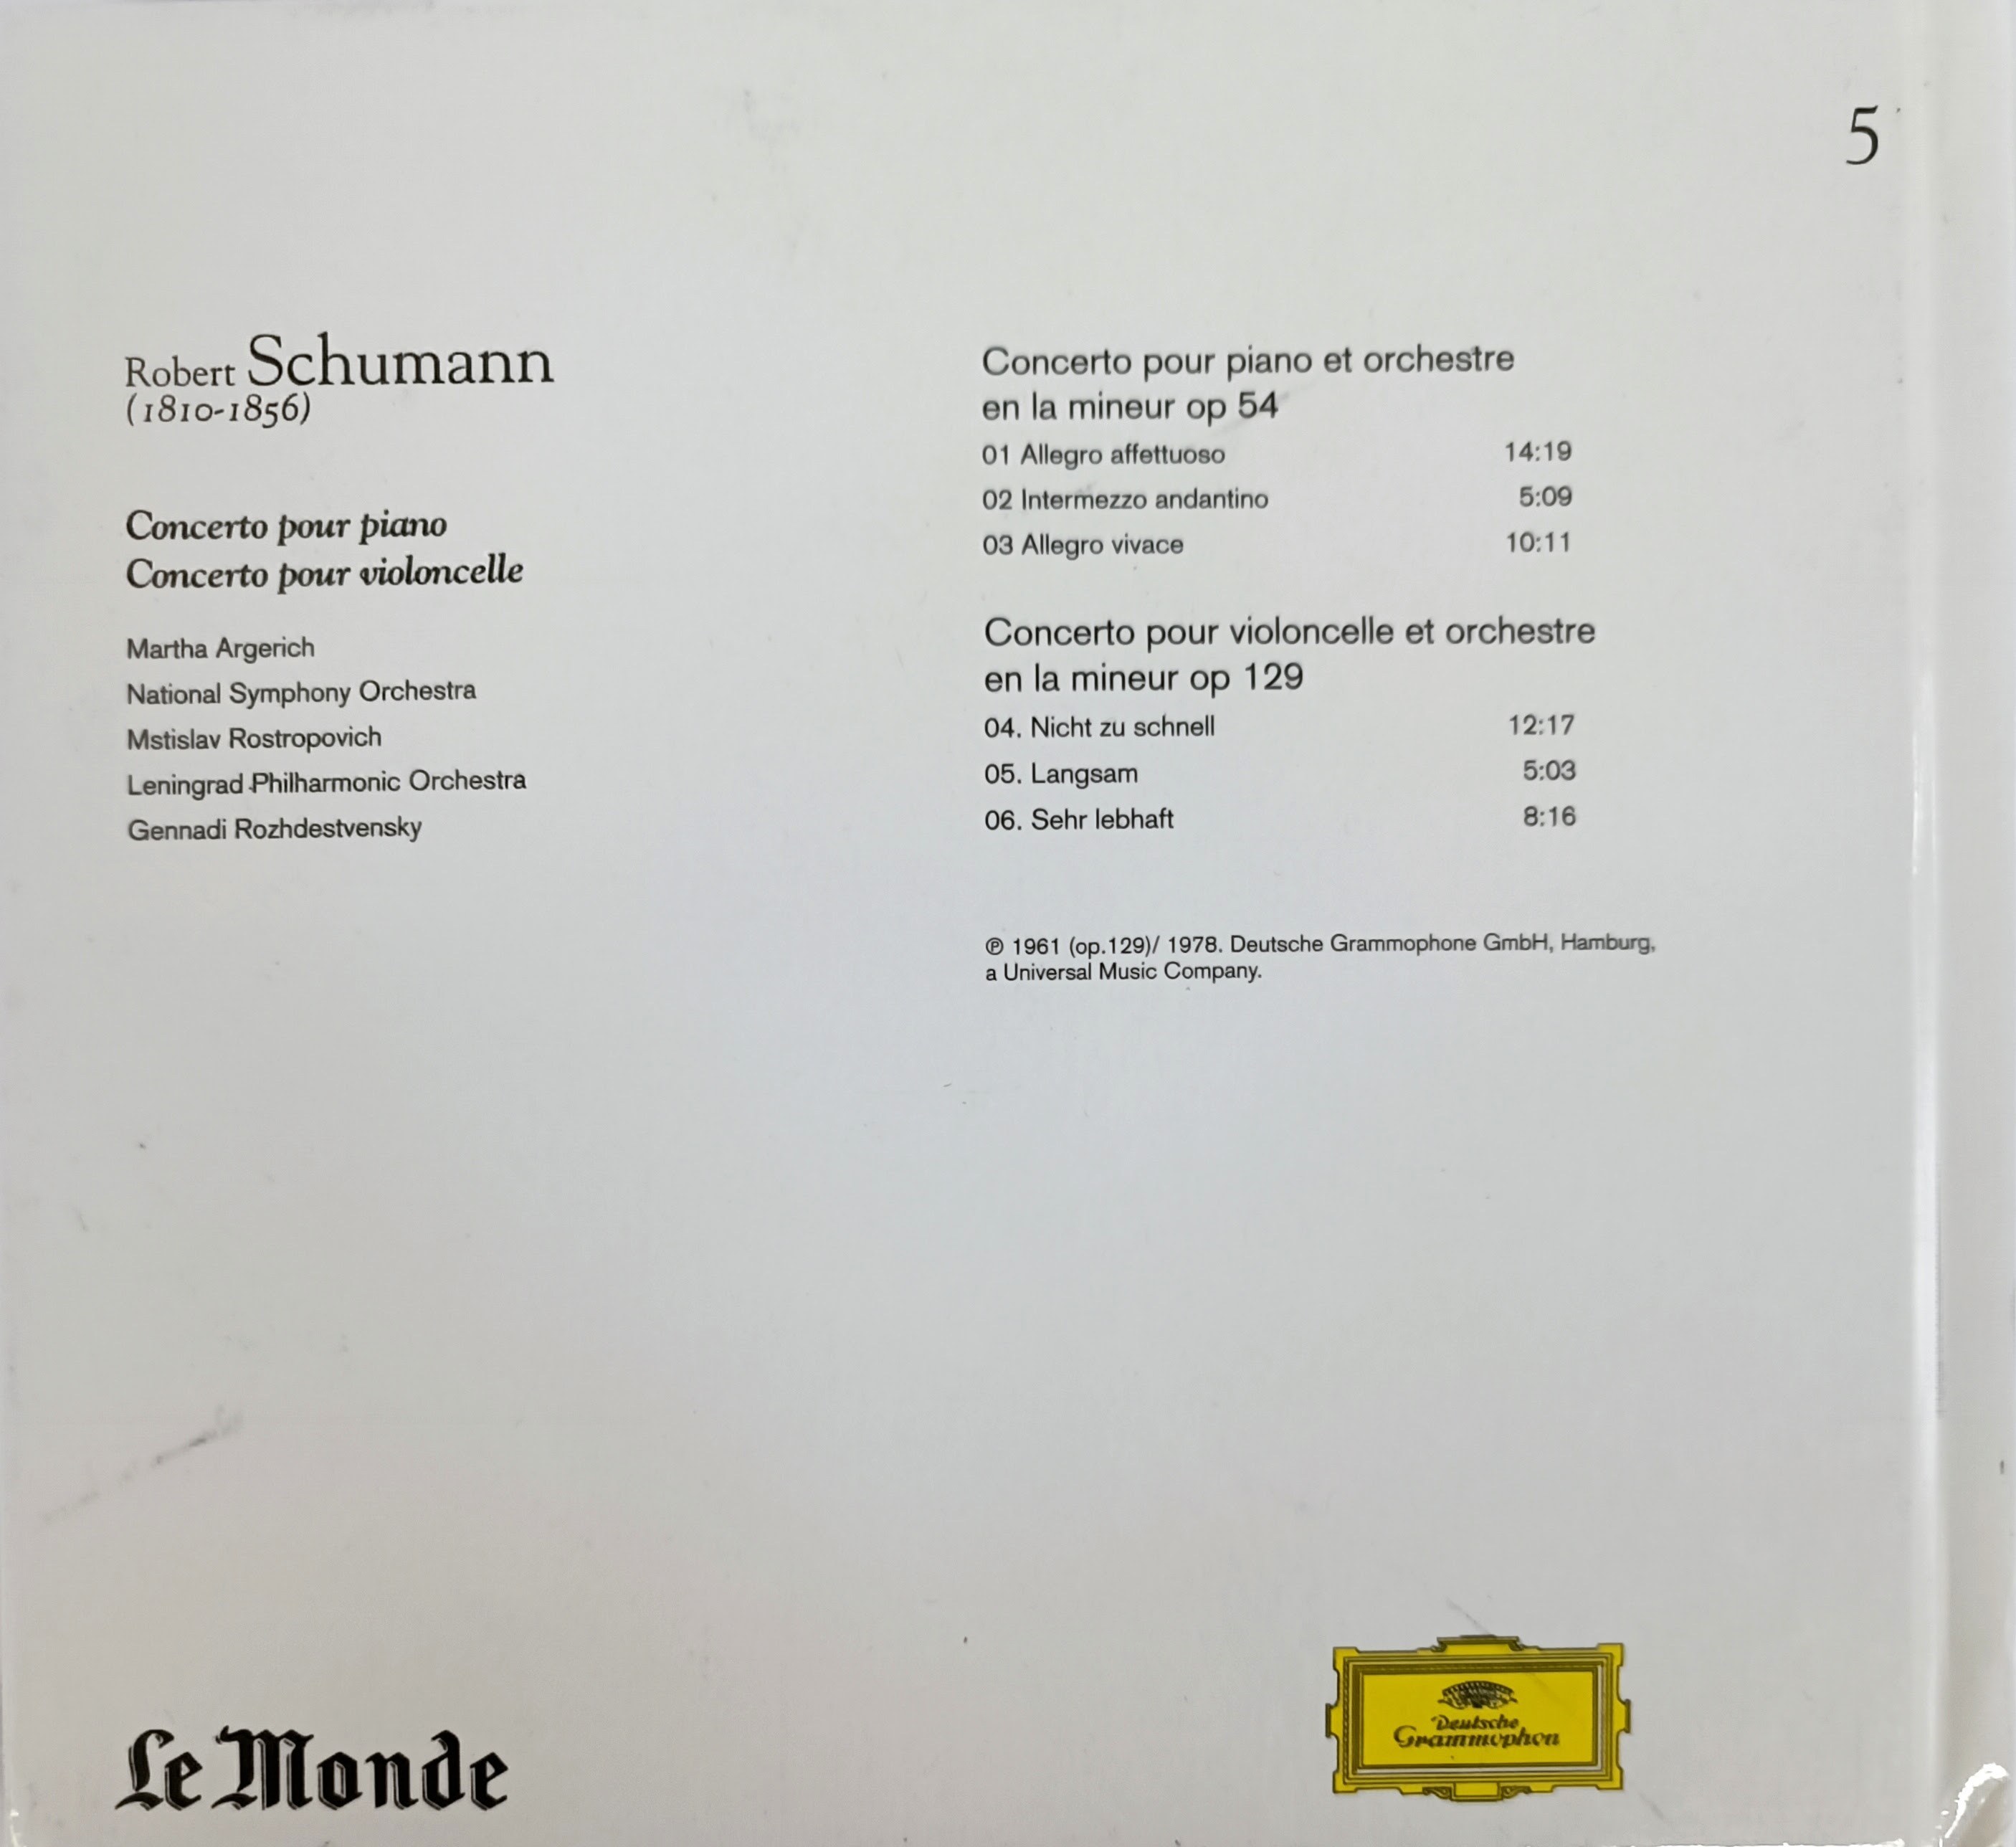 5
Robert Schumann
(1810-1856)
Concerto pour piano
Concerto pour violoncelle
Martha Argerich
National Symphony Orchestra
Mstislav Rostropovich
Leningrad Philharmonic Orchestra
Gennadi Rozhdestvensky
Concerto pour piano et orchestre
en la mineur op 54
01 Allegro affettuoso 14:19
02 Intermezzo andantino 5:09
03 Allegro vivace 10:11
Concerto pour violoncelle et orchestre
en la mineur op 129
04. Nicht zu schnell 12:17
05. Langsam 5:03
06. Sehr lebhaft 8:16
℗ 1961 (op.129)/ 1978. Deutsche Grammophone GmbH, Hamburg,
a Universal Music Company.
Le Monde
Deutsche
Grammophon